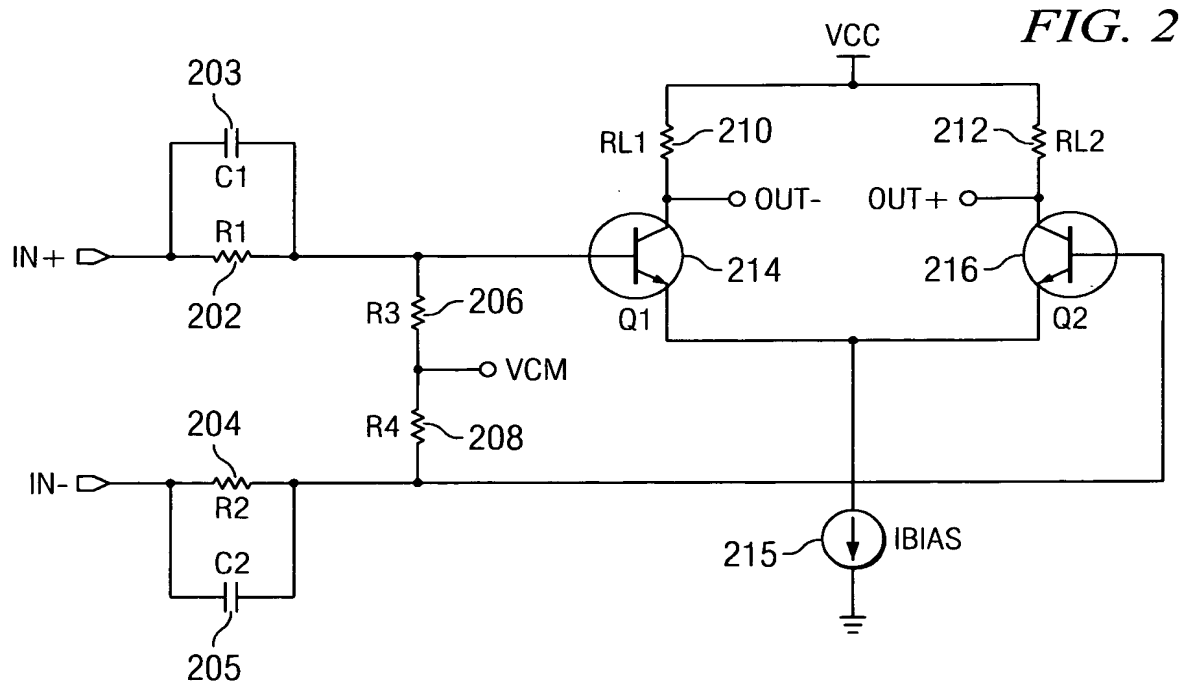 FIG. 2
VCC
203
C1
RL1
210
212
RL2
OUT-
OUT+
IN+
R1
202
214
216
Q1
Q2
R3
206
VCM
R4
208
204
IN-
R2
215
IBIAS
C2
205